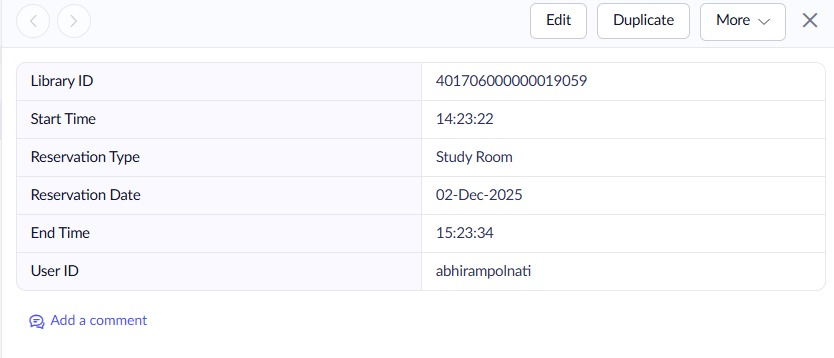 Edit Duplicate More
Library ID 401706000000019059
Start Time 14:23:22
Reservation Type Study Room
Reservation Date 02-Dec-2025
End Time 15:23:34
User ID abhirampolnati
Add a comment